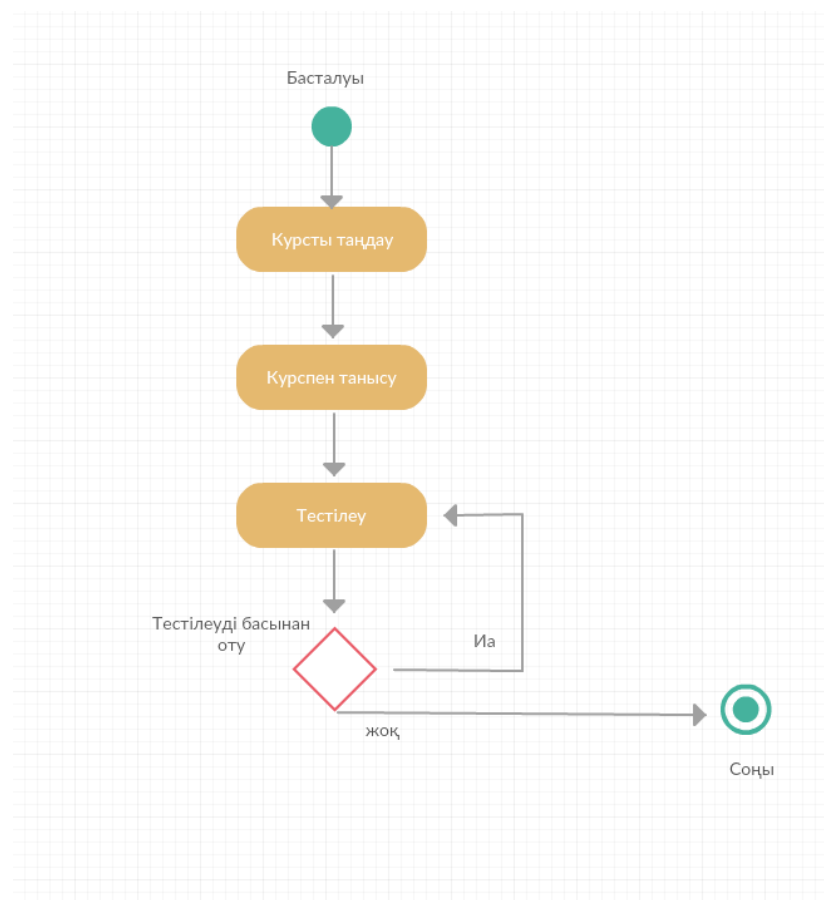 Басталуы
Курсты таңдау
Курспен танысу
Тестілеу
Тестілеуді басынан
оту
Иа
жоқ
Соңы